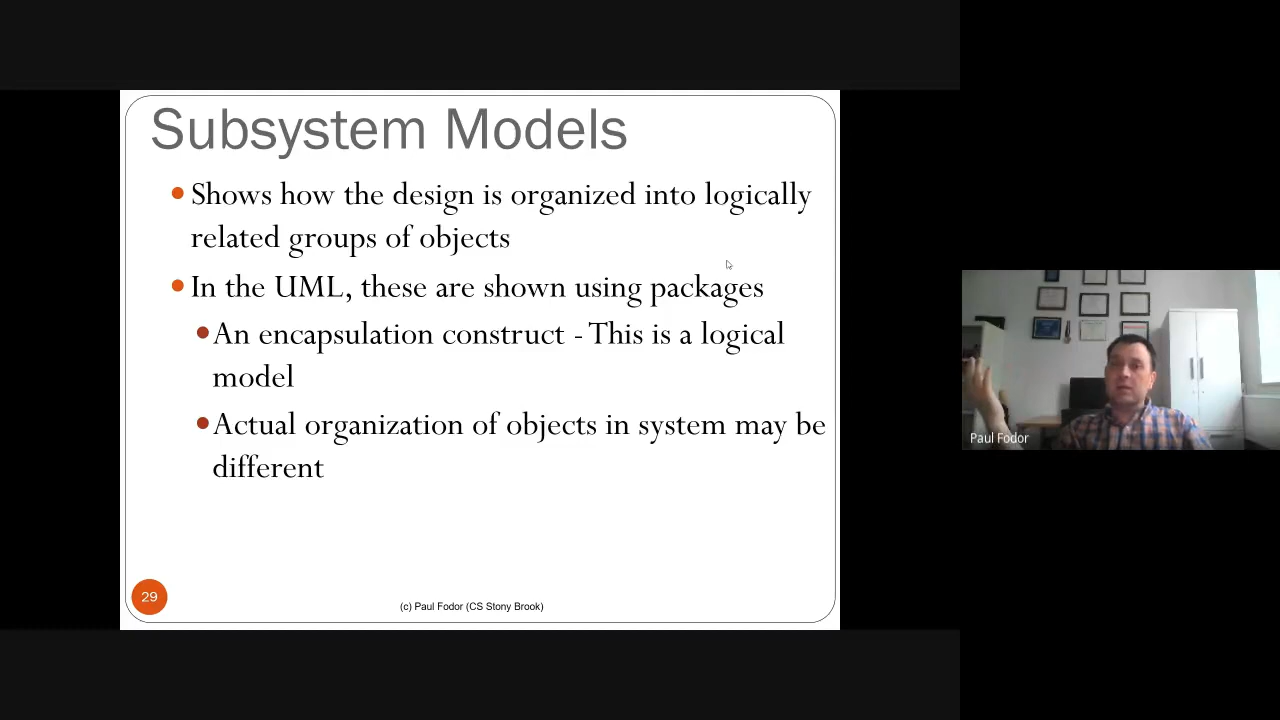 Subsystem Models
• Shows how the design is organized into logically
related groups of objects
• In the UML, these are shown using packages
• An encapsulation construct - This is a logical
model
• Actual organization of objects in system may be
different
29
(c) Paul Fodor (CS Stony Brook)
Paul Fodor